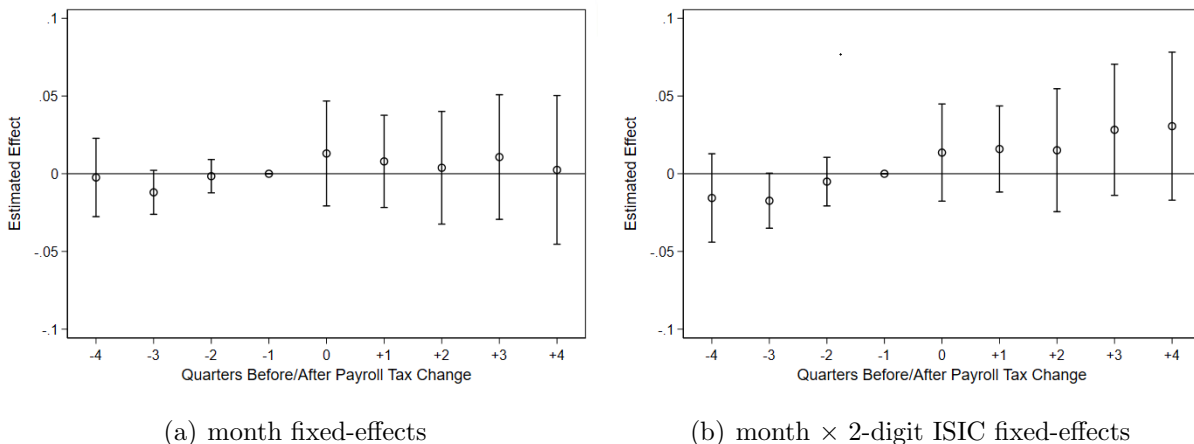 .1
.05
0
-.05
-.1
Estimated Effect
-4 -3 -2 -1 0 +1 +2 +3 +4
Quarters Before/After Payroll Tax Change
(a) month fixed-effects
.1
.05
0
-.05
-.1
Estimated Effect
-4 -3 -2 -1 0 +1 +2 +3 +4
Quarters Before/After Payroll Tax Change
(b) month × 2-digit ISIC fixed-effects